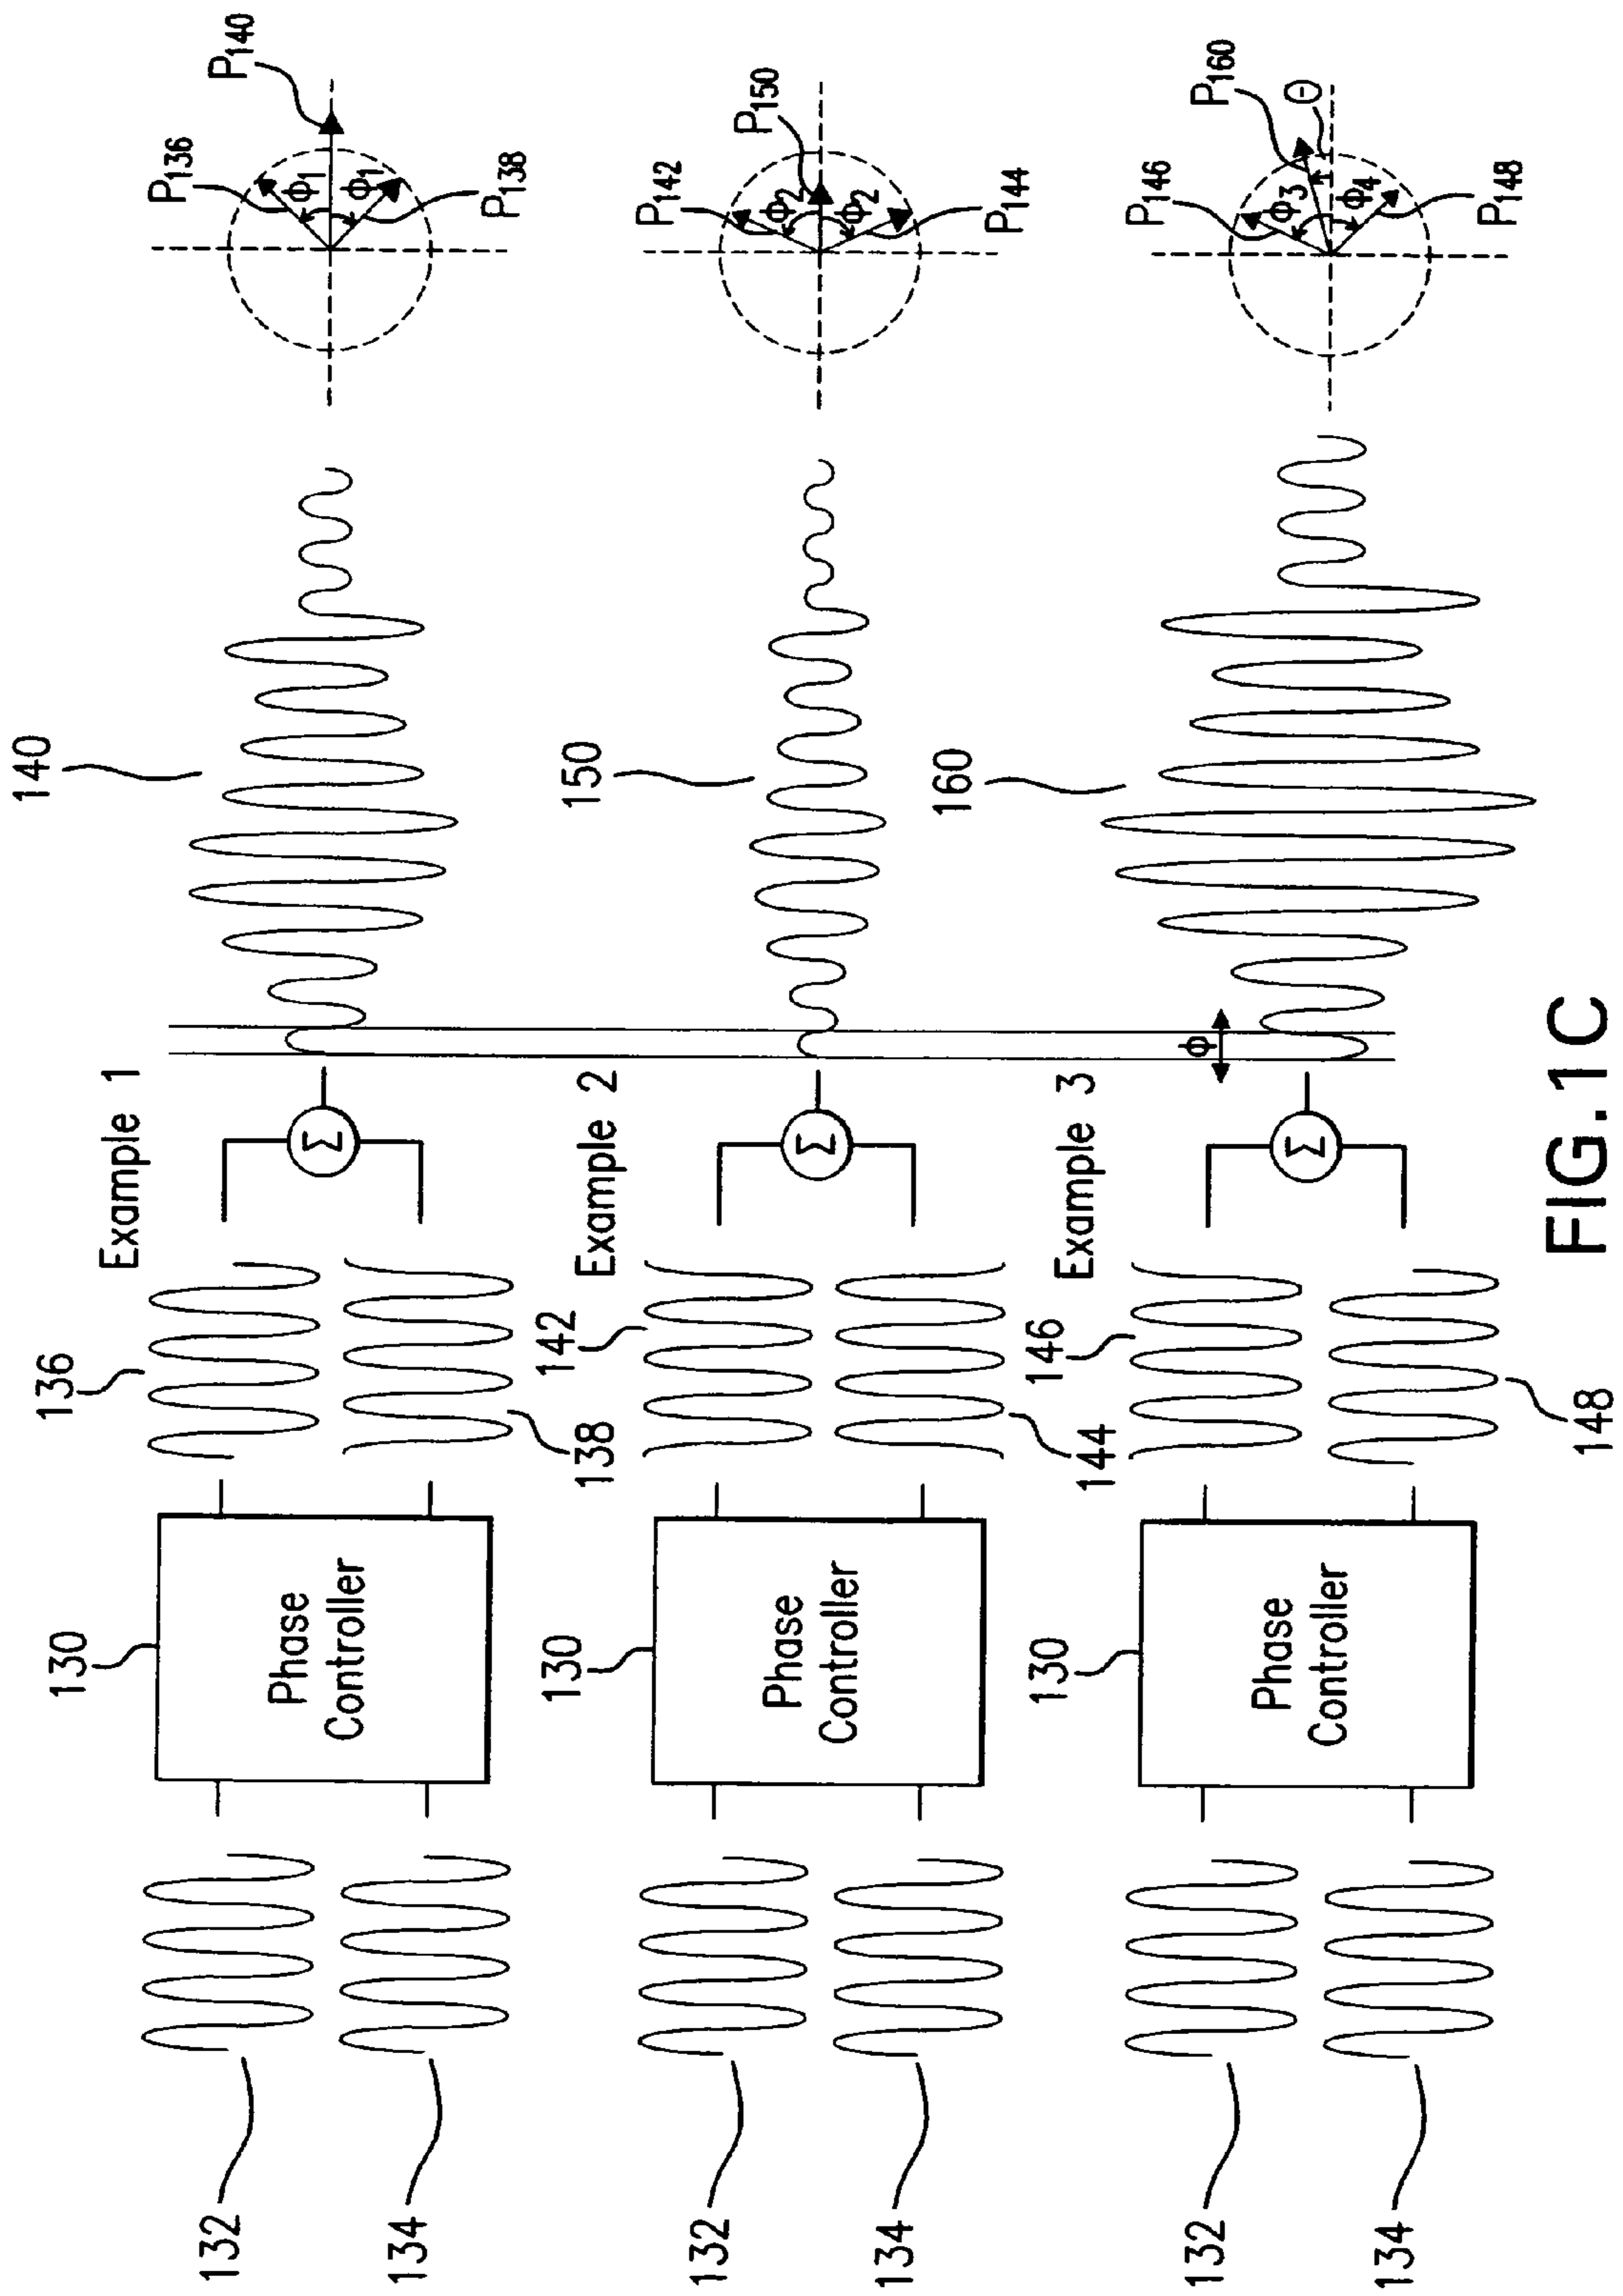 Example 1
132
134
130
Phase
Controller
136
138
Σ
140
P136
P138
P140
ϕ1
ϕ1
Example 2
132
134
130
Phase
Controller
142
144
Σ
150
P142
P144
P150
ϕ2
ϕ2
Example 3
132
134
130
Phase
Controller
146
148
Σ
Φ
160
P146
P148
P160
ϕ3
ϕ4
Θ
FIG.1C